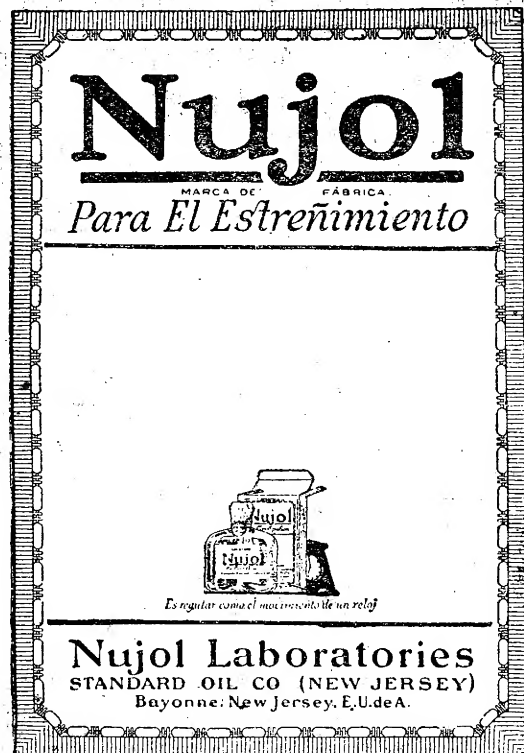 Nujol
MARCA DE FÁBRICA.
Para El Estreñimiento
Nujol
Nujol
Es regular como el movimiento de un reloj
Nujol Laboratories
STANDARD OIL CO (NEW JERSEY)
Bayonne, New Jersey. E.U.deA.